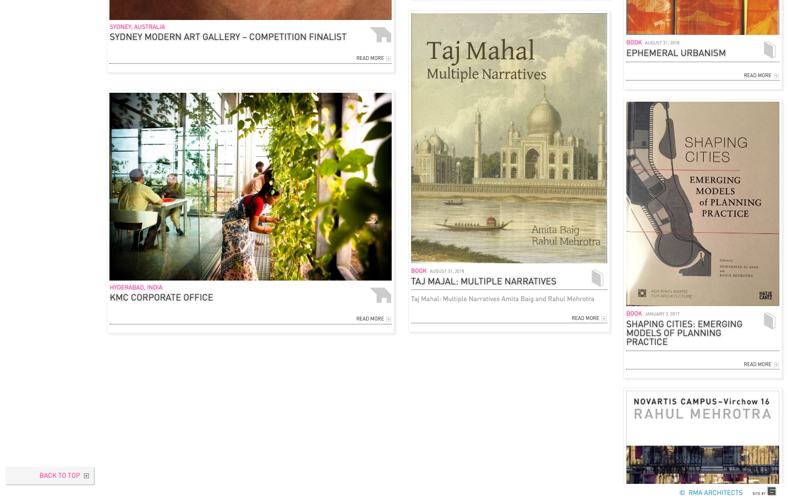 SYDNEY, AUSTRALIA
SYDNEY MODERN ART GALLERY – COMPETITION FINALIST
READ MORE
HYDERABAD, INDIA
KMC CORPORATE OFFICE
READ MORE
Taj Mahal
Multiple Narratives
Amita Baig
Rahul Mehrotra
BOOK AUGUST 31, 2018
TAJ MAJAL: MULTIPLE NARRATIVES
Taj Mahal: Multiple Narratives Amita Baig and Rahul Mehrotra
READ MORE
BOOK AUGUST 31, 2018
EPHEMERAL URBANISM
READ MORE
SHAPING
CITIES
EMERGING
MODELS
of PLANNING
PRACTICE
HATJE
CANTZ
BOOK JANUARY 3, 2017
SHAPING CITIES: EMERGING
MODELS OF PLANNING
PRACTICE
READ MORE
NOVARTIS CAMPUS–Virchow 16
RAHUL MEHROTRA
BACK TO TOP
© RMA ARCHITECTS
SITE BY